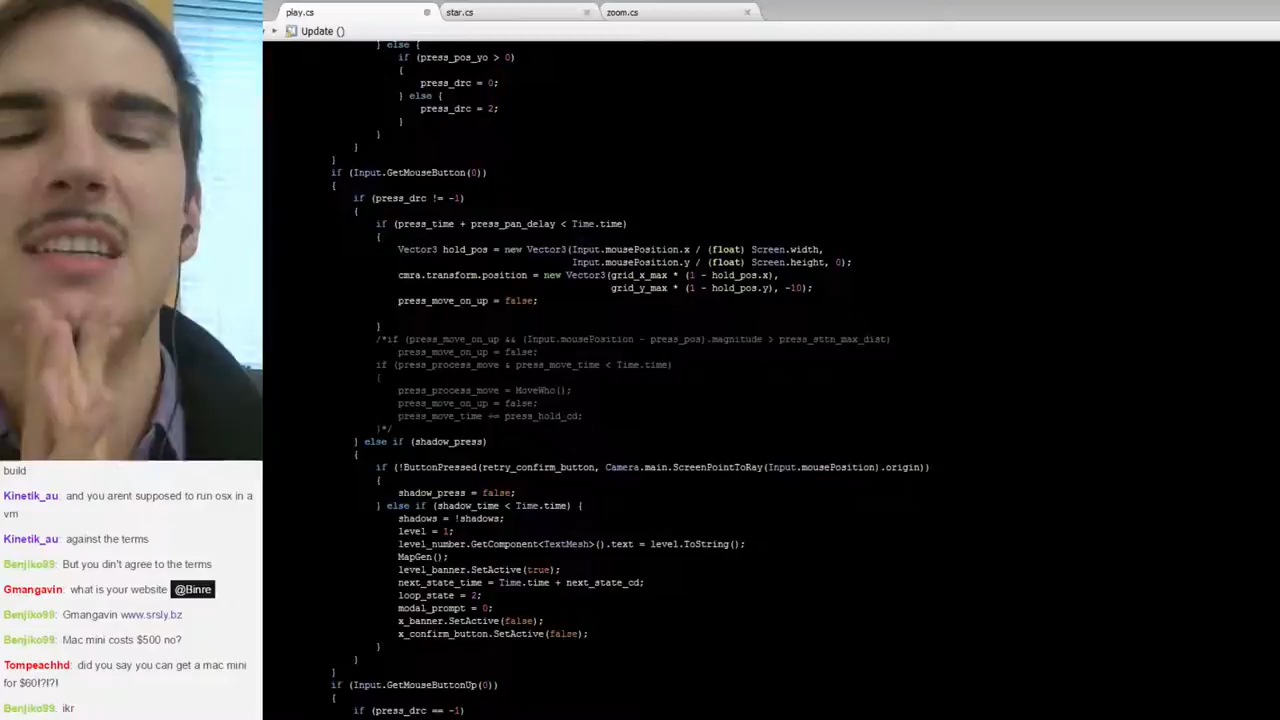 play.cs
star.cs
zoom.cs
Update ()
} else {
if (press_pos_yo > 0)
{
press_drc = 0;
} else {
press_drc = 2;
}
}
}
}
if (Input.GetMouseButton(0))
{
if (press_drc != -1)
{
if (press_time + press_pan_delay < Time.time)
{
Vector3 hold_pos = new Vector3(Input.mousePosition.x / (float) Screen.width,
Input.mousePosition.y / (float) Screen.height, 0);
cmra.transform.position = new Vector3(grid_x_max * (1 - hold_pos.x),
grid_y_max * (1 - hold_pos.y), -10);
press_move_on_up = false;
}
/*if (press_move_on_up && (Input.mousePosition - press_pos).magnitude > press_sttn_max_dist)
press_move_on_up = false;
if (press_process_move & press_move_time < Time.time)
{
press_process_move = MoveWho();
press_move_on_up = false;
press_move_time += press_hold_cd;
}*/
} else if (shadow_press)
{
if (!ButtonPressed(retry_confirm_button, Camera.main.ScreenPointToRay(Input.mousePosition).origin))
{
shadow_press = false;
} else if (shadow_time < Time.time) {
shadows = !shadows;
level = 1;
level_number.GetComponent<TextMesh>().text = level.ToString();
MapGen();
level_banner.SetActive(true);
next_state_time = Time.time + next_state_cd;
loop_state = 2;
modal_prompt = 0;
x_banner.SetActive(false);
x_confirm_button.SetActive(false);
}
}
}
if (Input.GetMouseButtonUp(0))
{
if (press_drc == -1)
build
Kinetik_au: and you arent supposed to run osx in a
vm
Kinetik_au: against the terms
Benjiko99: But you din't agree to the terms
Gmangavin: what is your website @Binre
Benjiko99: Gmangavin www.srsly.bz
Benjiko99: Mac mini costs $500 no?
Tompeachhd: did you say you can get a mac mini
for $60!?!?!
Benjiko99: ikr